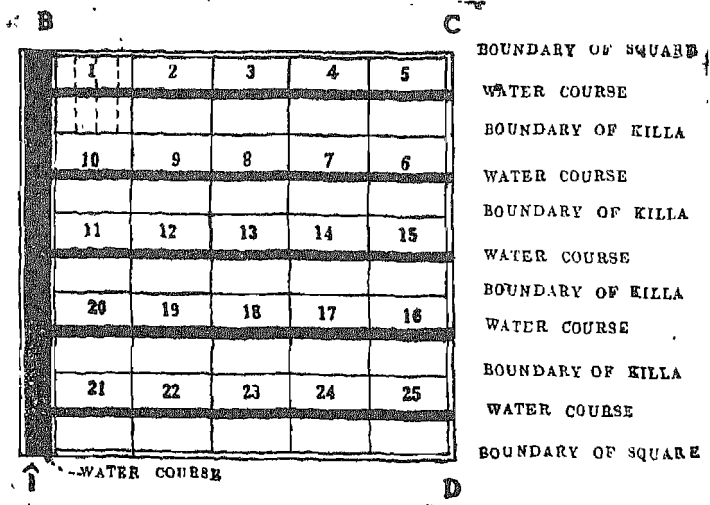 B C
BOUNDARY OF SQUARE
1 2 3 4 5
WATER COURSE
BOUNDARY OF KILLA
10 9 8 7 6
WATER COURSE
BOUNDARY OF KILLA
11 12 13 14 15
WATER COURSE
BOUNDARY OF KILLA
20 19 18 17 16
WATER COURSE
BOUNDARY OF KILLA
21 22 23 24 25
WATER COURSE
BOUNDARY OF SQUARE
WATER COURSE
D